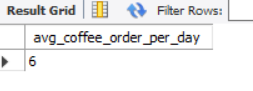 Result Grid Filter Rows:
avg_coffee_order_per_day
6